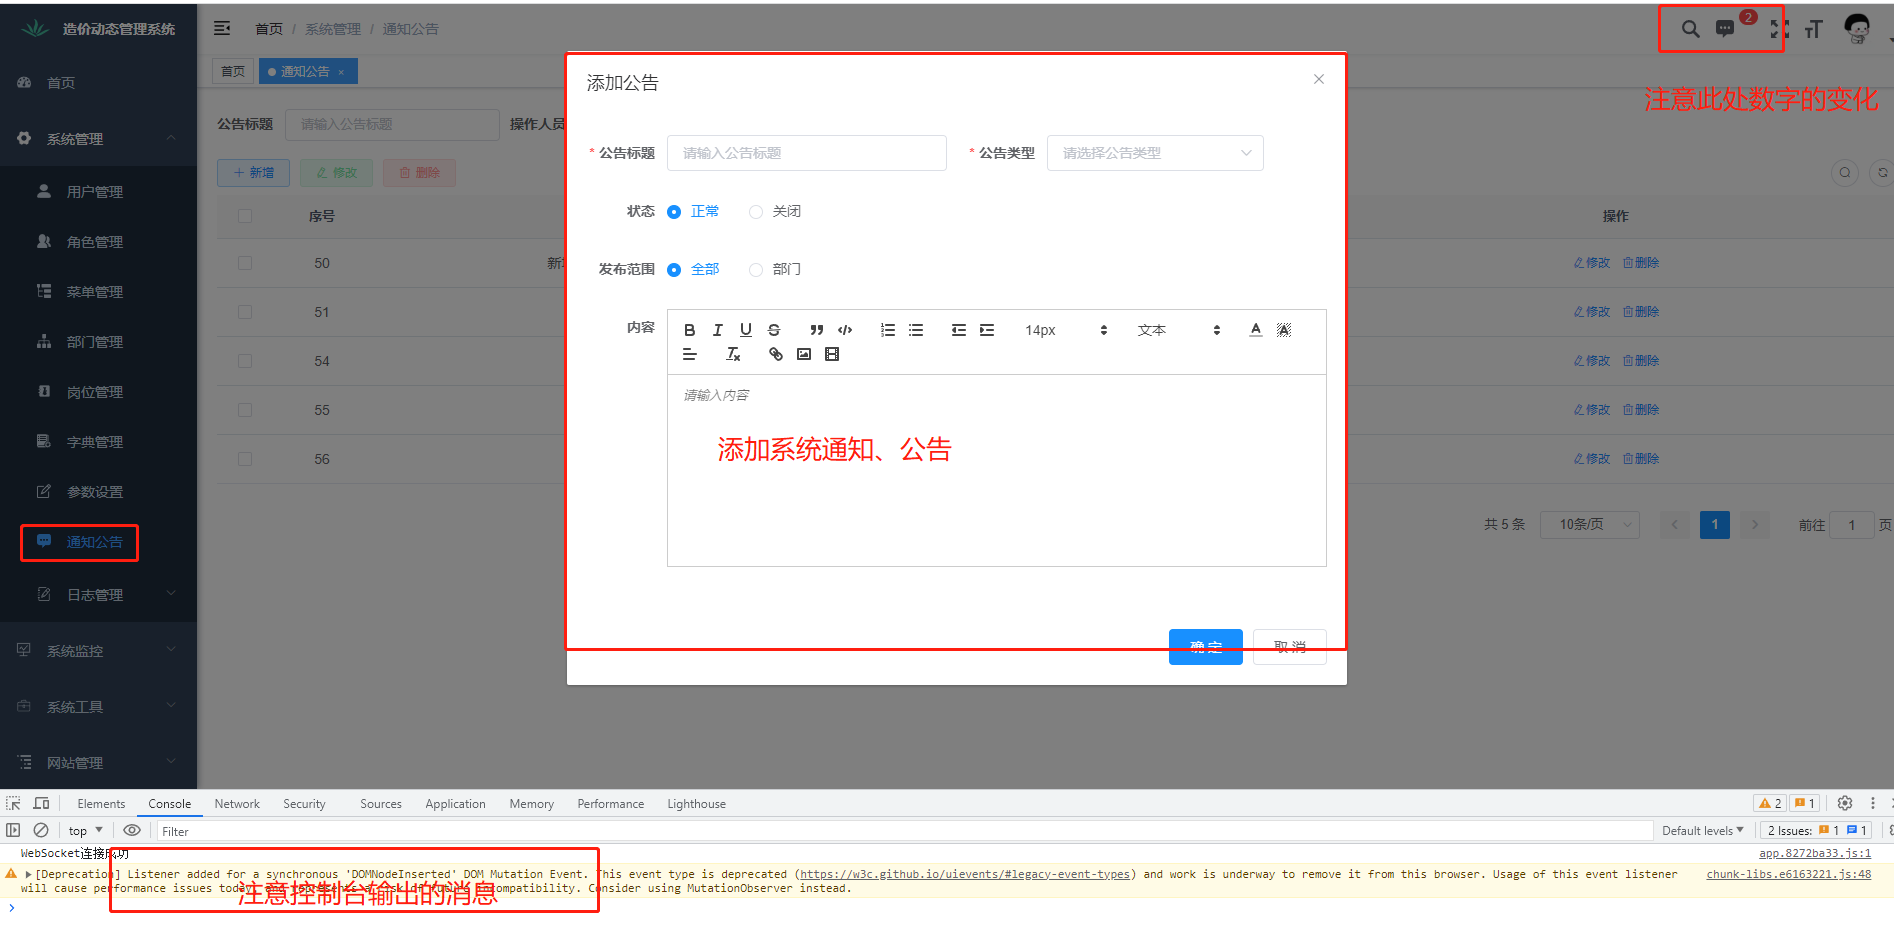 造价动态管理系统
首页 / 系统管理 / 通知公告
2
注意此处数字的变化
首页
通知公告 ×
首页
系统管理
用户管理
角色管理
菜单管理
部门管理
岗位管理
字典管理
参数设置
通知公告
日志管理
系统监控
系统工具
网站管理
公告标题 请输入公告标题 操作人员
+ 新增 修改 删除
序号 操作
50 新 修改 删除
51 修改 删除
54 修改 删除
55 修改 删除
56 修改 删除
共 5 条 10条/页 1 前往 1 页
添加公告
* 公告标题 请输入公告标题 * 公告类型 请选择公告类型
状态 正常 关闭
发布范围 全部 部门
内容
14px 文本
请输入内容
添加系统通知、公告
确 定 取 消
Elements Console Network Security Sources Application Memory Performance Lighthouse 2 1
top Filter Default levels 2 Issues: 1 1
WebSocket连接成功 app.8272ba33.js:1
[Deprecation] Listener added for a synchronous 'DOMNodeInserted' DOM Mutation Event. This event type is deprecated (https://w3c.github.io/uievents/#legacy-event-types) and work is underway to remove it from this browser. Usage of this event listener chunk-libs.e6163221.js:48
will cause performance issues today, and represents a risk of future incompatibility. Consider using MutationObserver instead.
注意控制台输出的消息